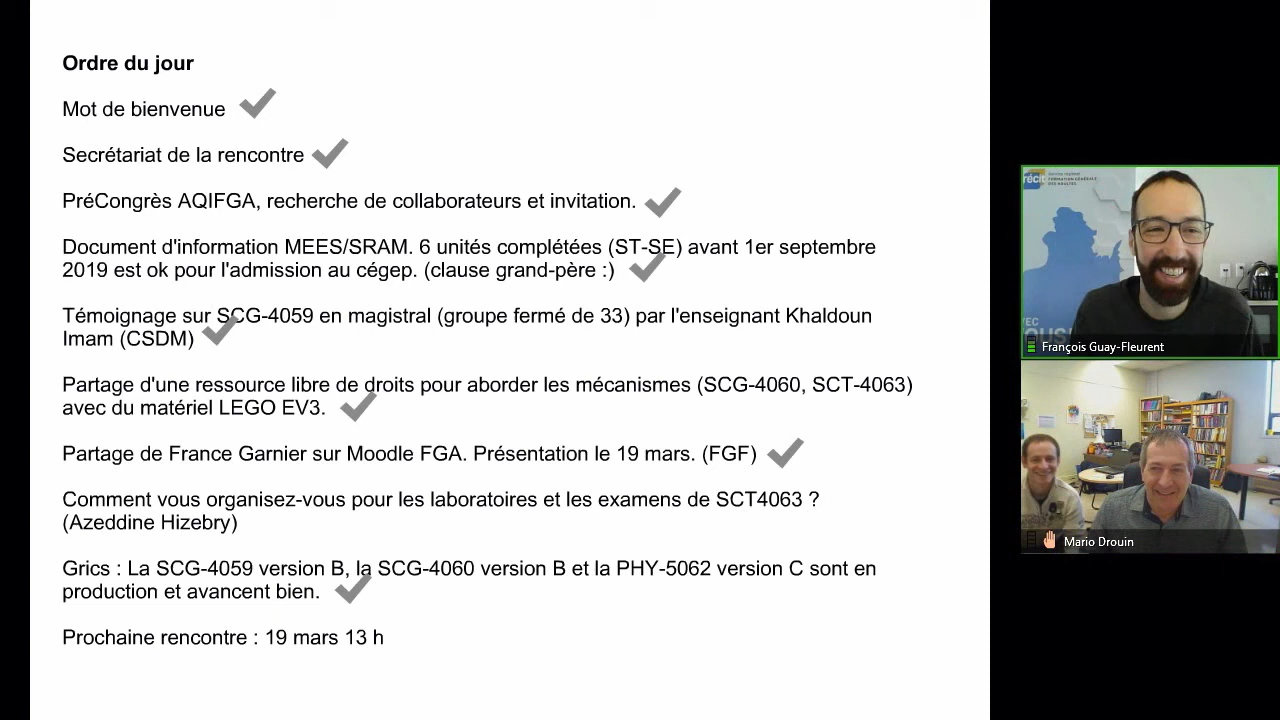 Ordre du jour
Mot de bienvenue
Secrétariat de la rencontre
PréCongrès AQIFGA, recherche de collaborateurs et invitation.
Document d'information MEES/SRAM. 6 unités complétées (ST-SE) avant 1er septembre
2019 est ok pour l'admission au cégep. (clause grand-père :)
Témoignage sur SCG-4059 en magistral (groupe fermé de 33) par l'enseignant Khaldoun
Imam (CSDM)
Partage d'une ressource libre de droits pour aborder les mécanismes (SCG-4060, SCT-4063)
avec du matériel LEGO EV3.
Partage de France Garnier sur Moodle FGA. Présentation le 19 mars. (FGF)
Comment vous organisez-vous pour les laboratoires et les examens de SCT4063 ?
(Azeddine Hizebry)
Grics : La SCG-4059 version B, la SCG-4060 version B et la PHY-5062 version C sont en
production et avancent bien.
Prochaine rencontre : 19 mars 13 h
récit
FORMATION GÉNÉRALE
DES ADULTES
François Guay-Fleurent
Mario Drouin